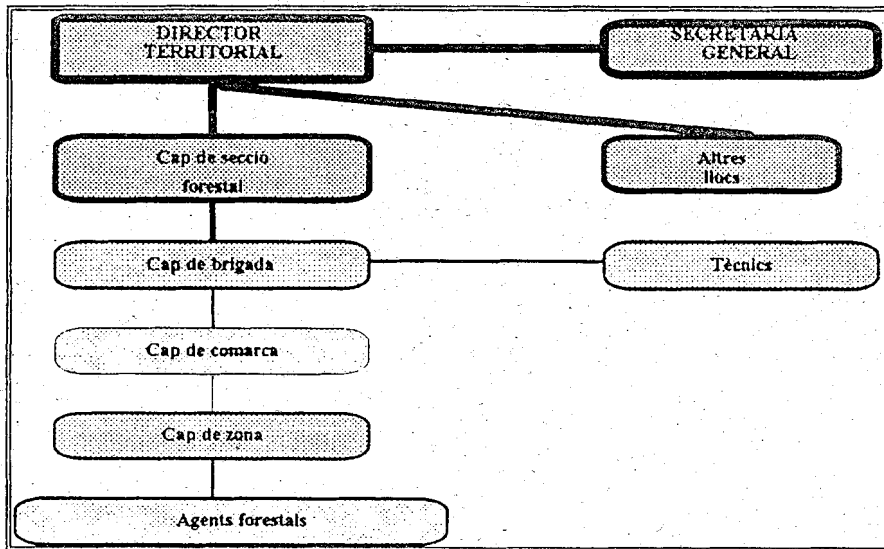 DIRECTOR
TERRITORIAL
SECRETARIA
GENERAL
Cap de secció
forestal
Altres
llocs
Cap de brigada
Tècnics
Cap de comarca
Cap de zona
Agents forestals